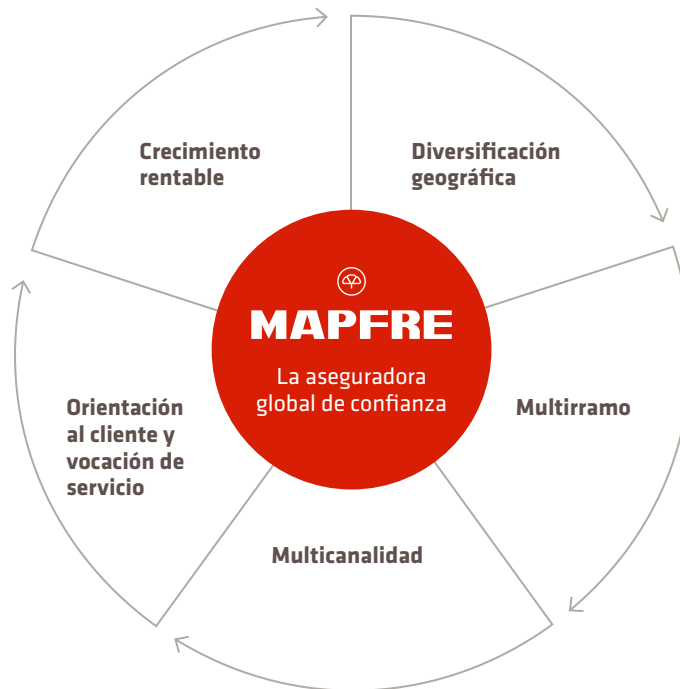 Crecimiento
rentable
Diversificación
geográfica
MAPFRE
La aseguradora
global de confianza
Multirramo
Orientación
al cliente y
vocación de
servicio
Multicanalidad